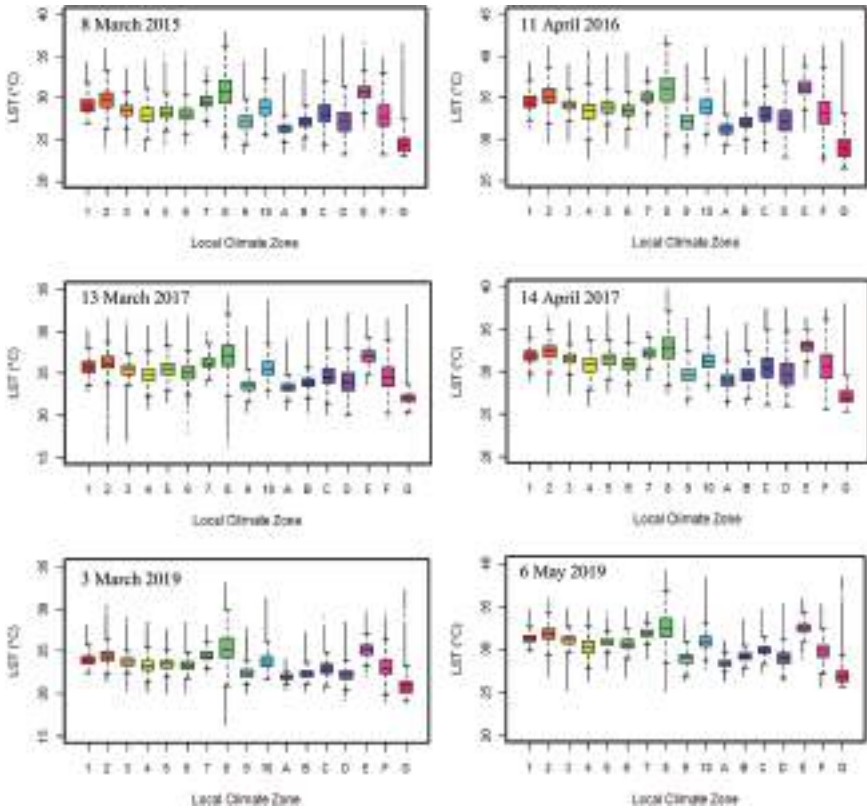 8 March 2015
LST (°C)
1 2 3 4 5 6 7 8 9 10 A B C D E F G
Local Climate Zone
11 April 2016
LST (°C)
1 2 3 4 5 6 7 8 9 10 A B C D E F G
Local Climate Zone
13 March 2017
LST (°C)
1 2 3 4 5 6 7 8 9 10 A B C D E F G
Local Climate Zone
14 April 2017
LST (°C)
1 2 3 4 5 6 7 8 9 10 A B C D E F G
Local Climate Zone
3 March 2019
LST (°C)
1 2 3 4 5 6 7 8 9 10 A B C D E F G
Local Climate Zone
6 May 2019
LST (°C)
1 2 3 4 5 6 7 8 9 10 A B C D E F G
Local Climate Zone